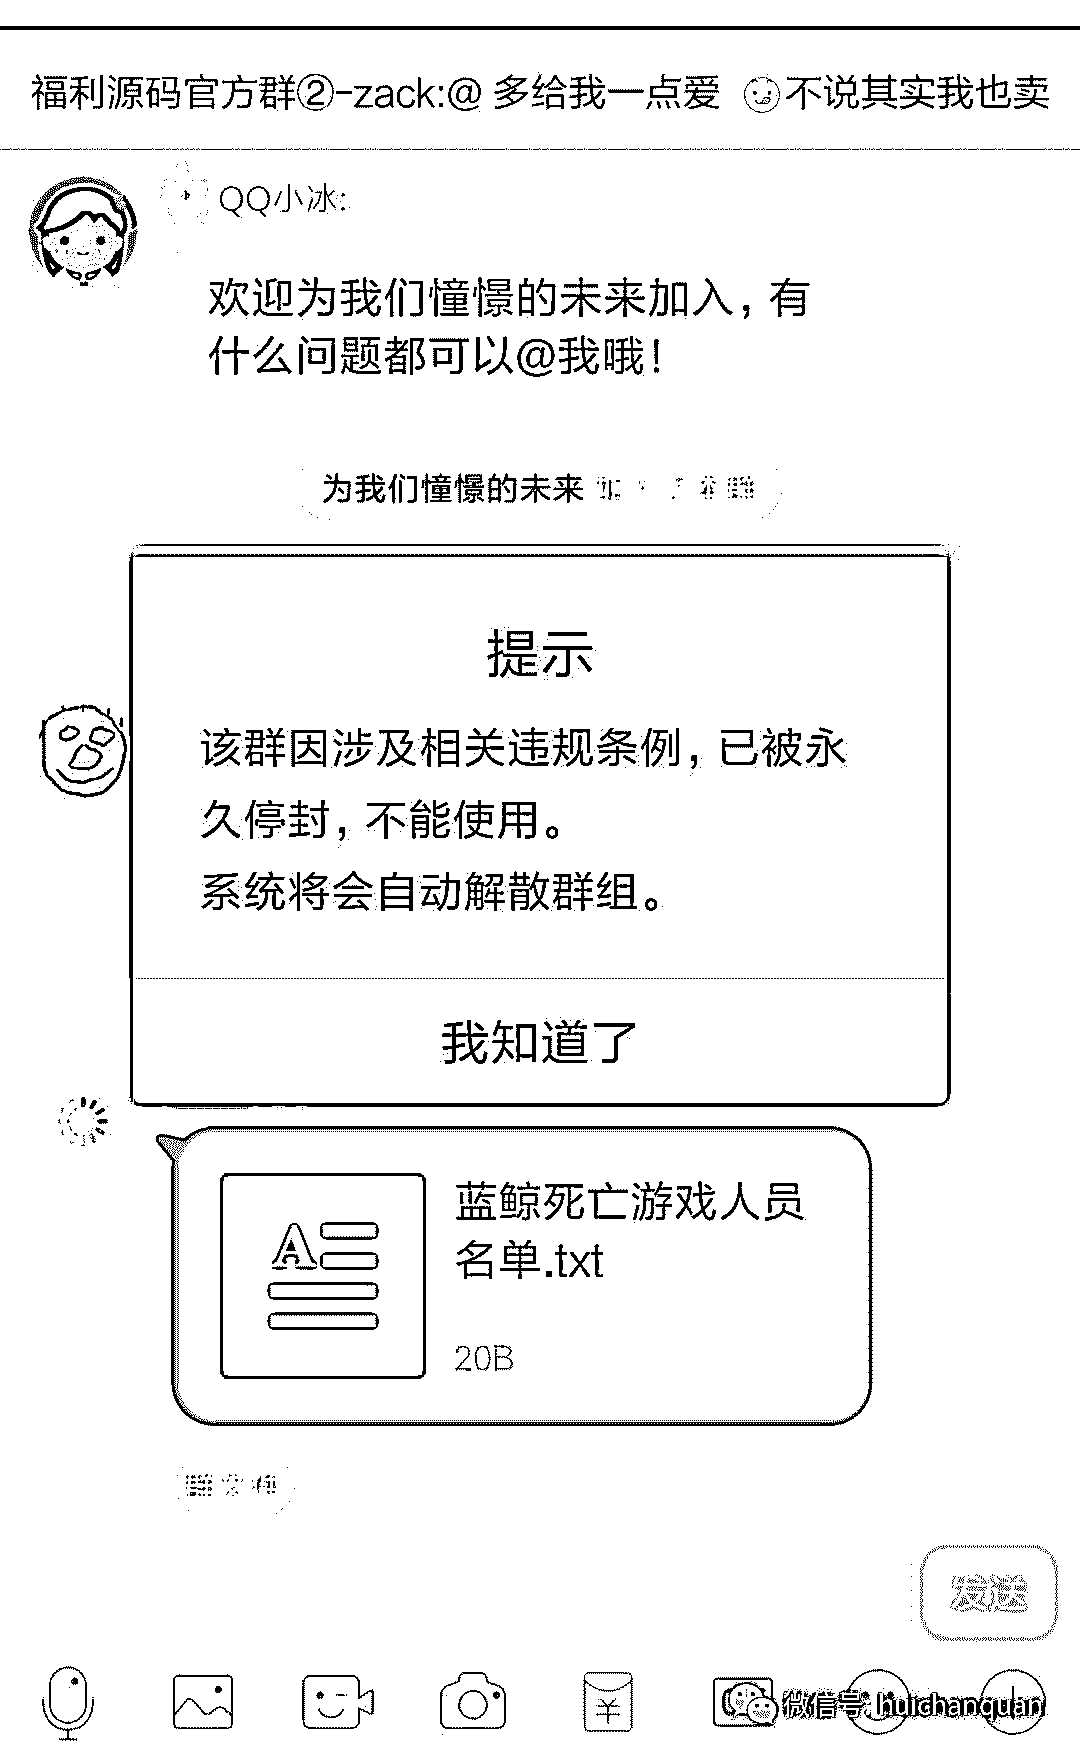 福利源码官方群②-zack:@ 多给我一点爱 不说其实我也卖
QQ小冰:
欢迎为我们憧憬的未来加入，有
什么问题都可以@我哦！
为我们憧憬的未来
提示
该群因涉及相关违规条例，已被永
久停封，不能使用。
系统将会自动解散群组。
我知道了
蓝鲸死亡游戏人员
名单.txt
20B
发送
微信号: huichanquan